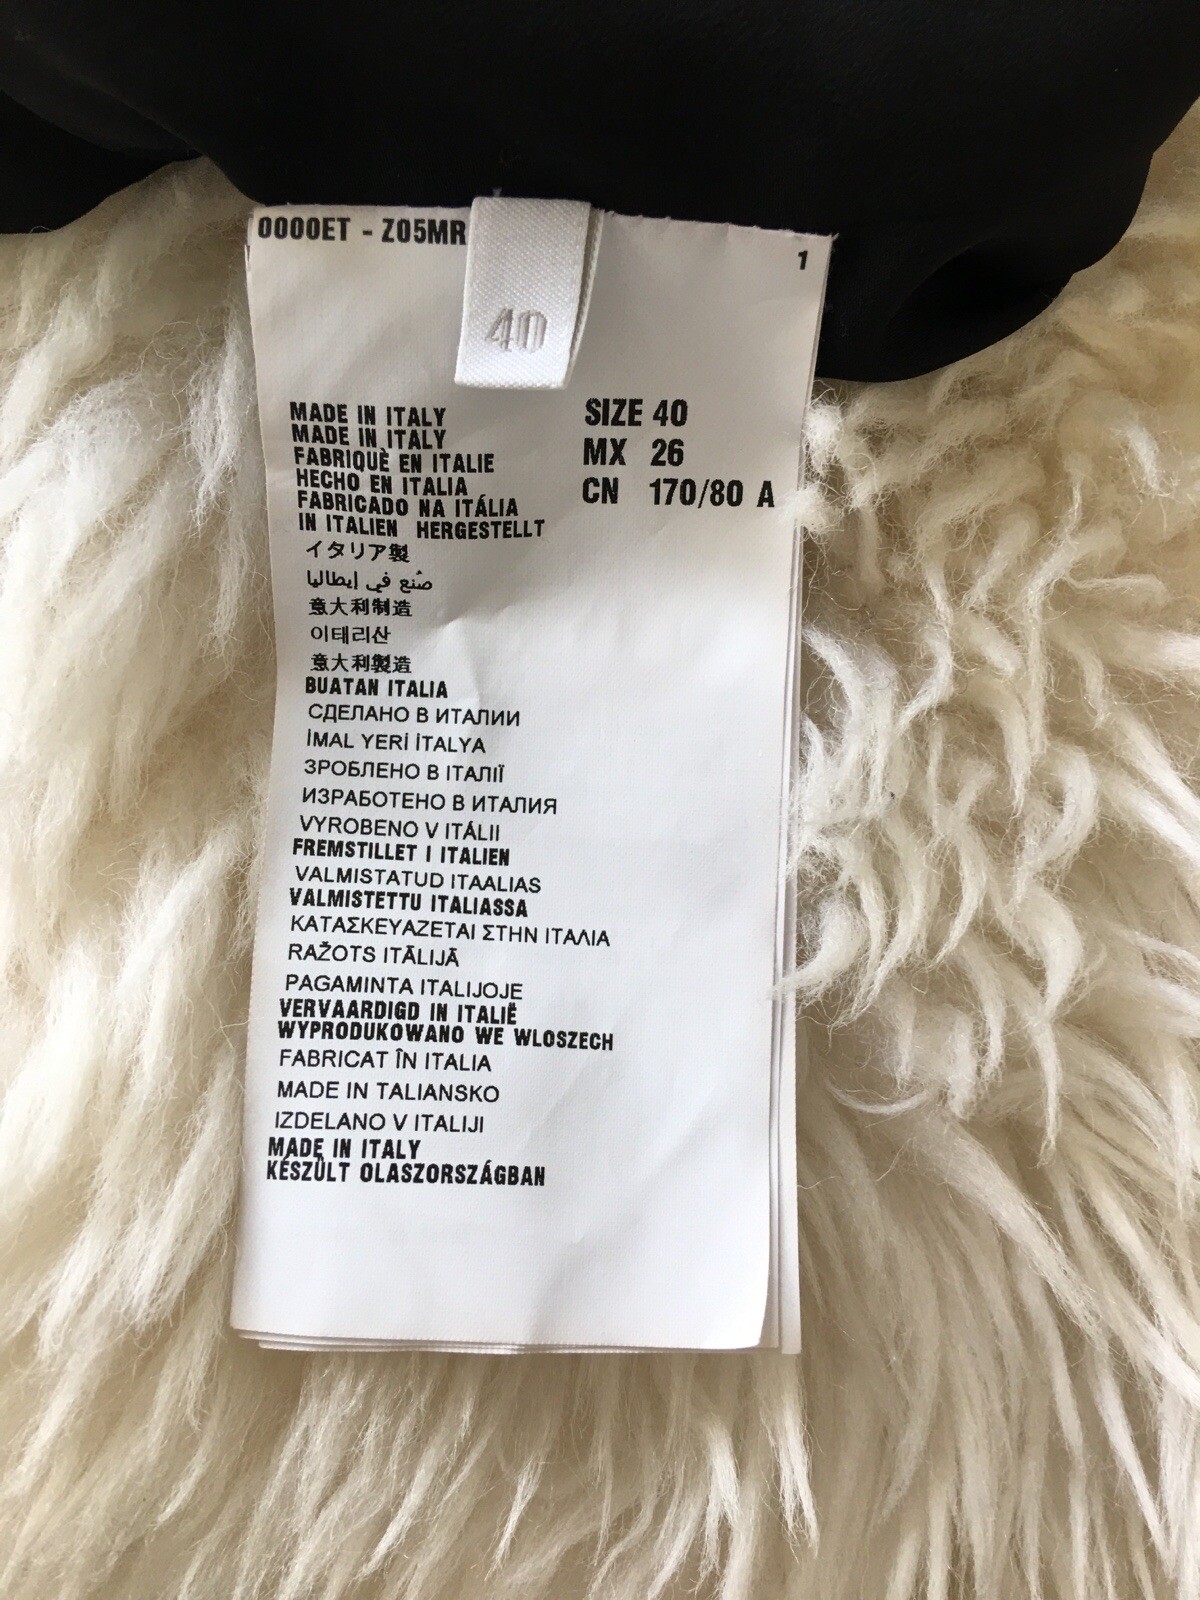 0000ET - Z05MR
1
40
MADE IN ITALY
MADE IN ITALY
FABRIQUÈ EN ITALIE
HECHO EN ITALIA
FABRICADO NA ITÁLIA
IN ITALIEN HERGESTELLT
イタリア製
صُنع في إيطاليا
意大利制造
이태리산
意大利製造
BUATAN ITALIA
СДЕЛАНО В ИТАЛИИ
İMAL YERİ İTALYA
ЗРОБЛЕНО В ІТАЛІЇ
ИЗРАБОТЕНО В ИТАЛИЯ
VYROBENO V ITÁLII
FREMSTILLET I ITALIEN
VALMISTATUD ITAALIAS
VALMISTETTU ITALIASSA
ΚΑΤΑΣΚΕΥΑΖΕΤΑΙ ΣΤΗΝ ΙΤΑΛΙΑ
RAŽOTS ITĀLIJĀ
PAGAMINTA ITALIJOJE
VERVAARDIGD IN ITALIË
WYPRODUKOWANO WE WLOSZECH
FABRICAT ÎN ITALIA
MADE IN TALIANSKO
IZDELANO V ITALIJI
MADE IN ITALY
KÉSZÜLT OLASZORSZÁGBAN
SIZE 40
MX 26
CN 170/80 A